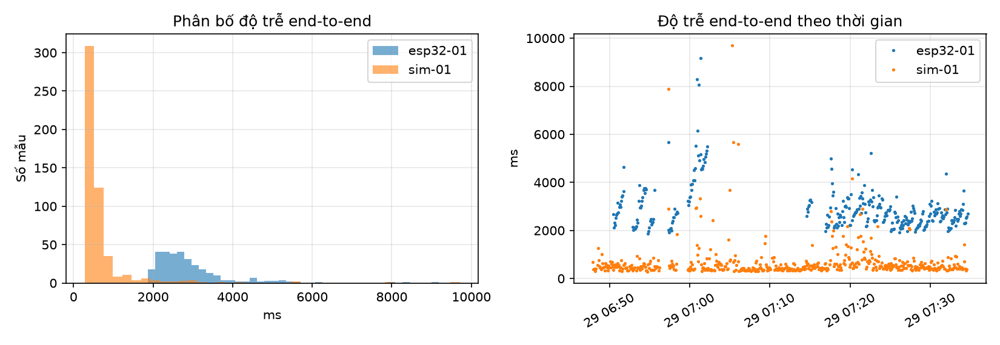 Phân bố độ trễ end-to-end
Số mẫu
300
250
200
150
100
50
0
esp32-01
sim-01
0 2000 4000 6000 8000 10000
ms
Độ trễ end-to-end theo thời gian
ms
10000
8000
6000
4000
2000
0
esp32-01
sim-01
29 06:50 29 07:00 29 07:10 29 07:20 29 07:30